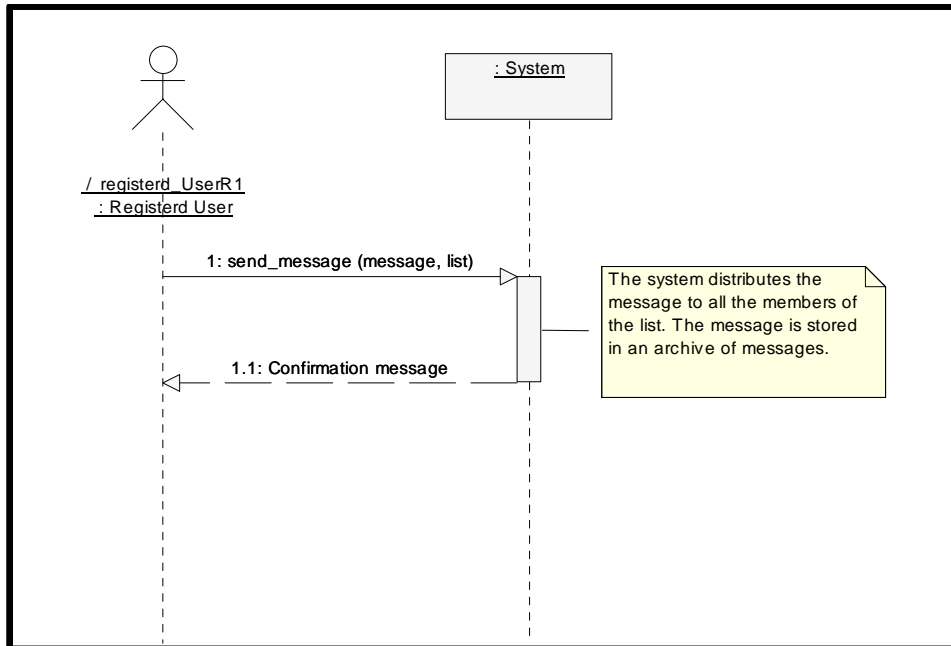 : System
/ registerd_UserR1
: Registerd User
1: send_message (message, list)
The system distributes the
message to all the members of
the list. The message is stored
in an archive of messages.
1.1: Confirmation message